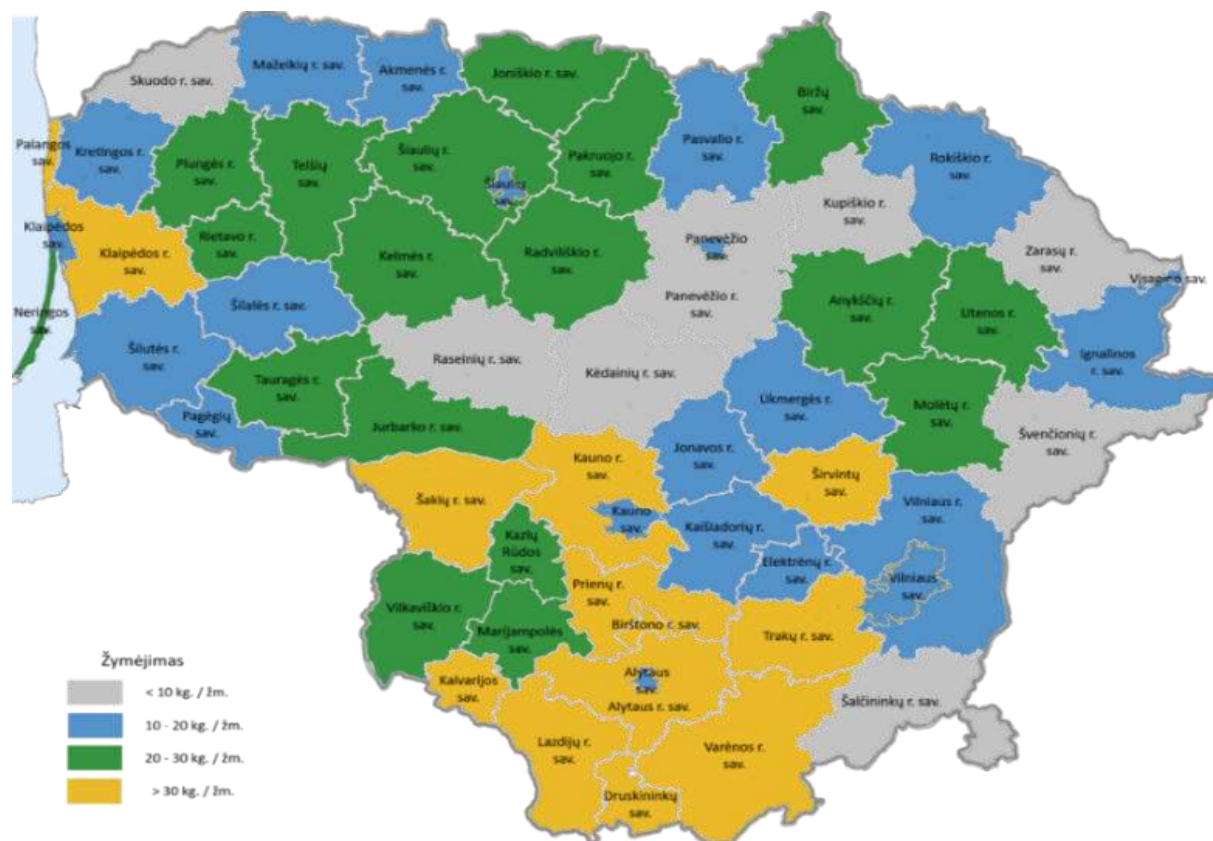 Skuodo r. sav.
Mažeikių r. sav.
Akmenės r.
sav.
Joniškio r. sav.
Biržų
sav.
Palangos
sav.
Kretingos r.
sav.
Plungės r.
sav.
Telšių
sav.
Šiaulių r.
sav.
Šiaulių
sav.
Pakruojo r.
sav.
Pasvalio r.
sav.
Rokiškio r.
sav.
Kupiškio r.
sav.
Klaipėdos
sav.
Klaipėdos r.
sav.
Rietavo r.
sav.
Kelmės r.
sav.
Radviliškio r.
sav.
Panevėžio
sav.
Panevėžio r.
sav.
Zarasų r.
sav.
Visagino sav.
Neringos
sav.
Šilalės r. sav.
Anykščių r.
sav.
Utenos r.
sav.
Ignalinos
r. sav.
Šilutės r.
sav.
Raseinių r. sav.
Kėdainių r. sav.
Tauragės r.
sav.
Ukmergės r.
sav.
Molėtų r.
sav.
Pagėgių
sav.
Jurbarko r. sav.
Jonavos r.
sav.
Švenčionių r.
sav.
Kauno r.
sav.
Širvintų
sav.
Šakių r. sav.
Vilniaus r.
sav.
Kauno
sav.
Kaišiadorių r.
sav.
Kazlų
Rūdos
sav.
Elektrėnų r.
sav.
Vilniaus
sav.
Prienų r.
sav.
Vilkaviškio r.
sav.
Marijampolės
sav.
Birštono r. sav.
Trakų r. sav.
Kalvarijos
sav.
Alytaus
sav.
Alytaus r. sav.
Šalčininkų r. sav.
Lazdijų r.
sav.
Varėnos r.
sav.
Druskininkų
sav.
Žymėjimas
< 10 kg. / žm.
10 - 20 kg. / žm.
20 - 30 kg. / žm.
> 30 kg. / žm.